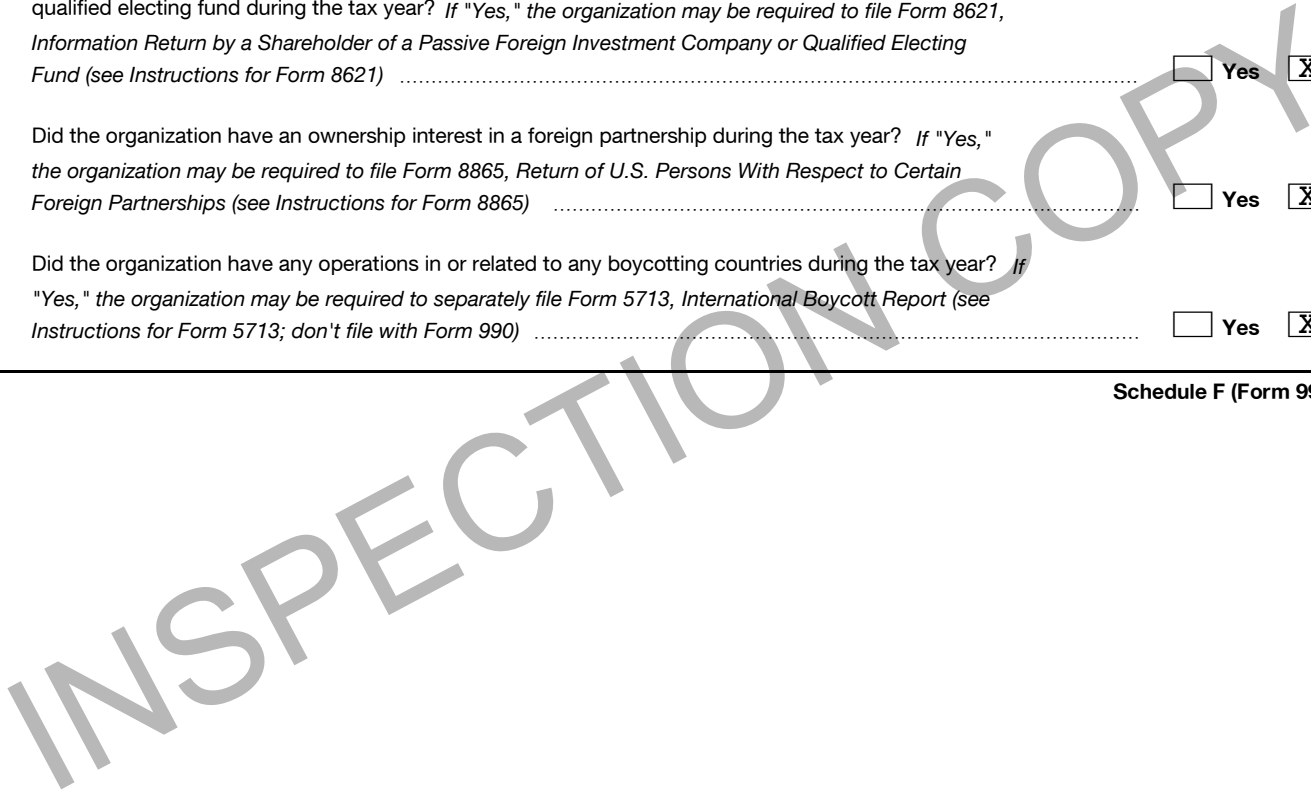 qualified electing fund during the tax year? If "Yes," the organization may be required to file Form 8621,
Information Return by a Shareholder of a Passive Foreign Investment Company or Qualified Electing
Fund (see Instructions for Form 8621) Yes X
Did the organization have an ownership interest in a foreign partnership during the tax year? If "Yes,"
the organization may be required to file Form 8865, Return of U.S. Persons With Respect to Certain
Foreign Partnerships (see Instructions for Form 8865) Yes X
Did the organization have any operations in or related to any boycotting countries during the tax year? If
"Yes," the organization may be required to separately file Form 5713, International Boycott Report (see
Instructions for Form 5713; don't file with Form 990) Yes X
Schedule F (Form 99
INSPECTION COPY